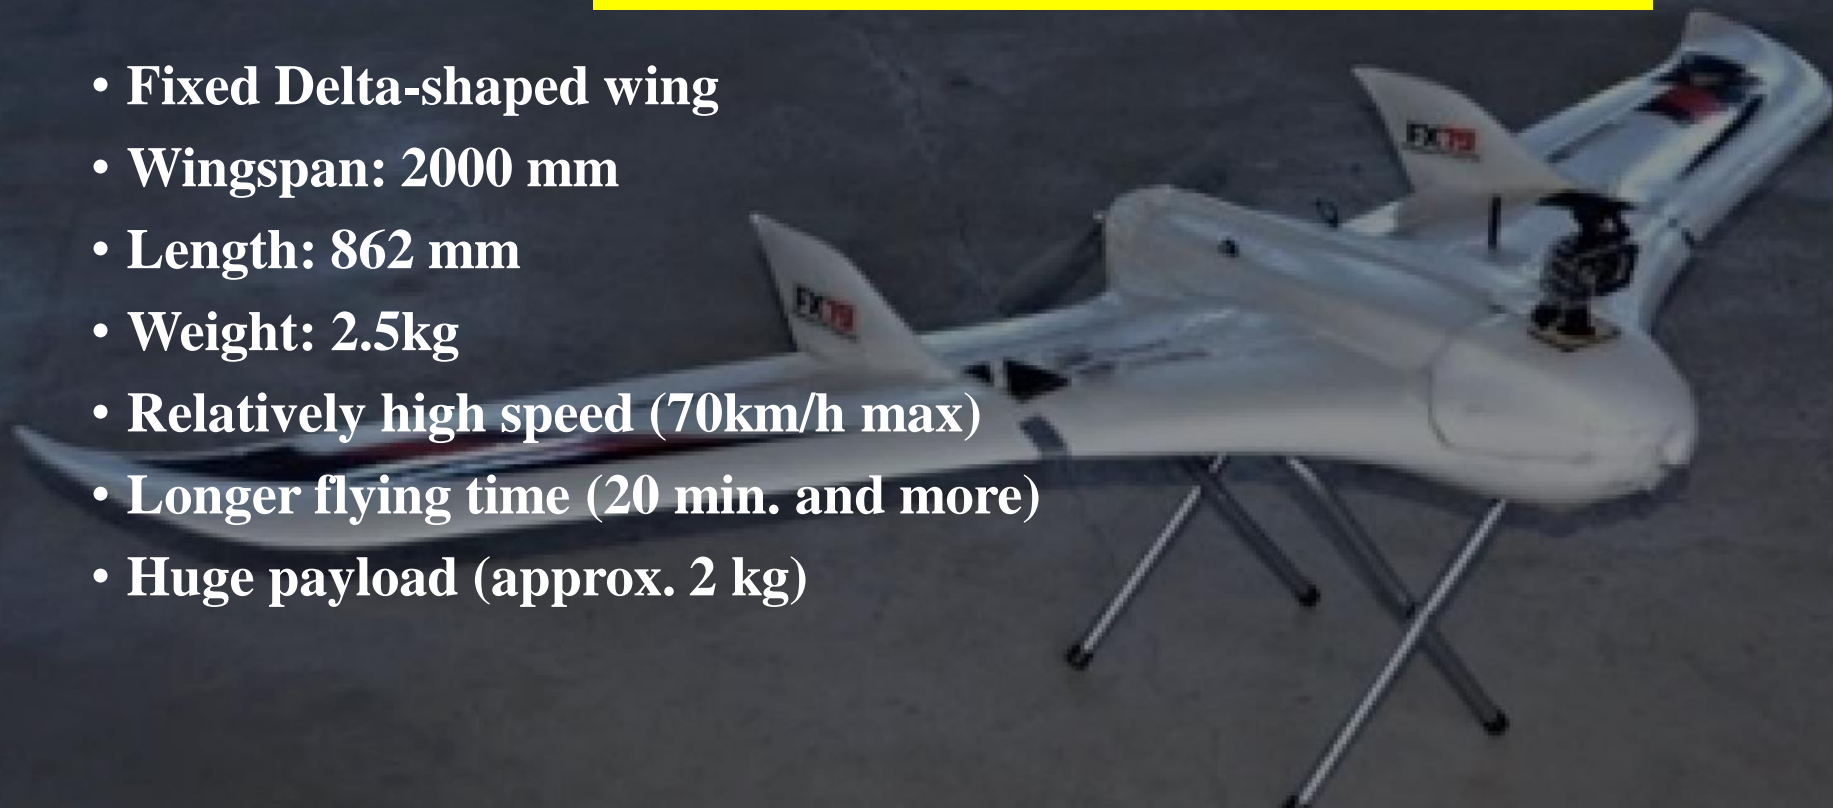 • Fixed Delta-shaped wing
• Wingspan: 2000 mm
• Length: 862 mm
• Weight: 2.5kg
• Relatively high speed (70km/h max)
• Longer flying time (20 min. and more)
• Huge payload (approx. 2 kg)